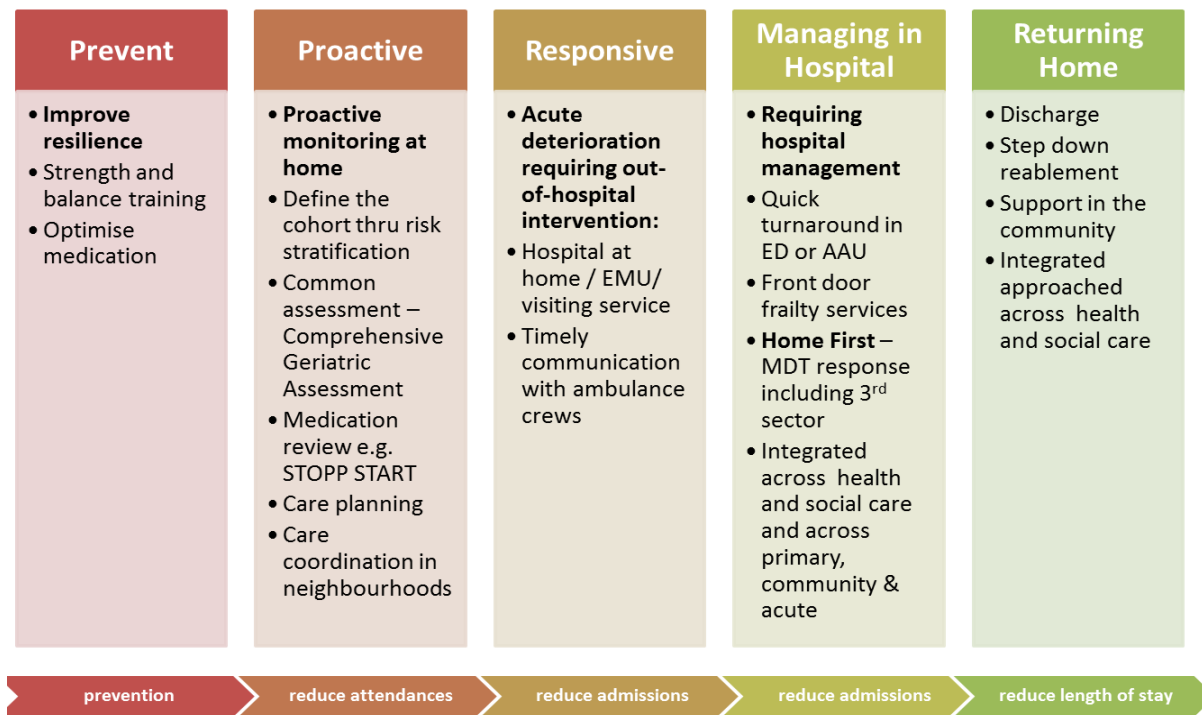 Prevent
• Improve
resilience
• Strength and
balance training
• Optimise
medication
Proactive
• Proactive
monitoring at
home
• Define the
cohort thru risk
stratification
• Common
assessment –
Comprehensive
Geriatric
Assessment
• Medication
review e.g.
STOPP START
• Care planning
• Care
coordination in
neighbourhoods
Responsive
• Acute
deterioration
requiring out-
of-hospital
intervention:
• Hospital at
home / EMU/
visiting service
• Timely
communication
with ambulance
crews
Managing in
Hospital
• Requiring
hospital
management
• Quick
turnaround in
ED or AAU
• Front door
frailty services
• Home First –
MDT response
including 3rd
sector
• Integrated
across health
and social care
and across
primary,
community &
acute
Returning
Home
• Discharge
• Step down
reablement
• Support in the
community
• Integrated
approached
across health
and social care
prevention
reduce attendances
reduce admissions
reduce admissions
reduce length of stay